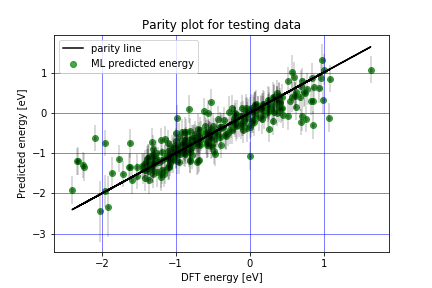 Parity plot for testing data
parity line
ML predicted energy
Predicted energy [eV]
1
0
−1
−2
−3
−2
−1
0
1
DFT energy [eV]